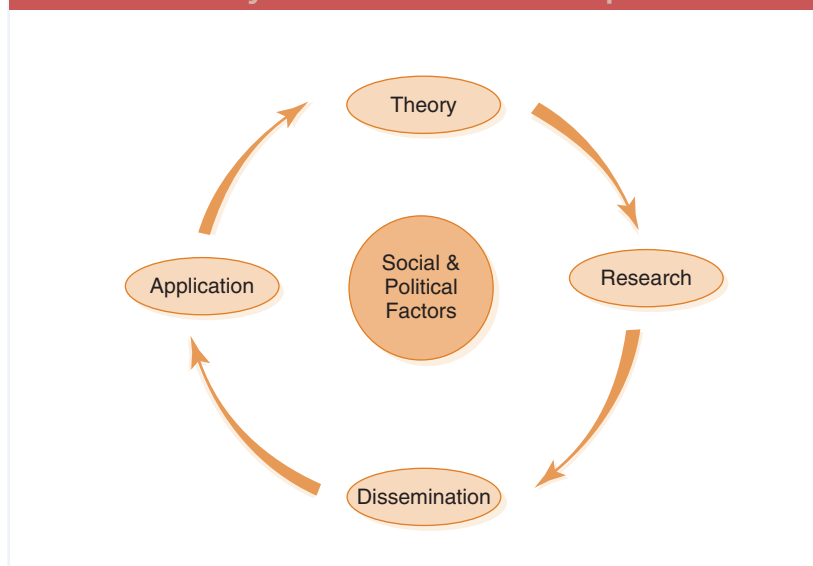 Theory
Research
Social &
Political
Factors
Application
Dissemination